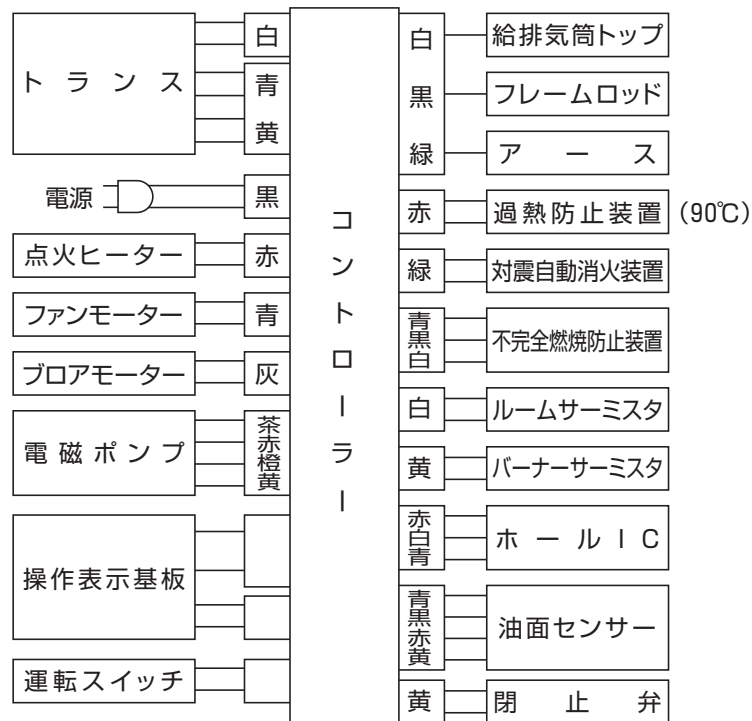 トランス
白
青
黄
電源
黒
点火ヒーター
赤
ファンモーター
青
ブロアモーター
灰
電磁ポンプ
茶
赤
橙
黄
操作表示基板
運転スイッチ
コントローラー
白
給排気筒トップ
黒
フレームロッド
緑
アース
赤
過熱防止装置 (90℃)
緑
対震自動消火装置
青
黒
白
不完全燃焼防止装置
白
ルームサーミスタ
黄
バーナーサーミスタ
赤
白
青
ホールIC
青
黒
赤
黄
油面センサー
黄
閉止弁